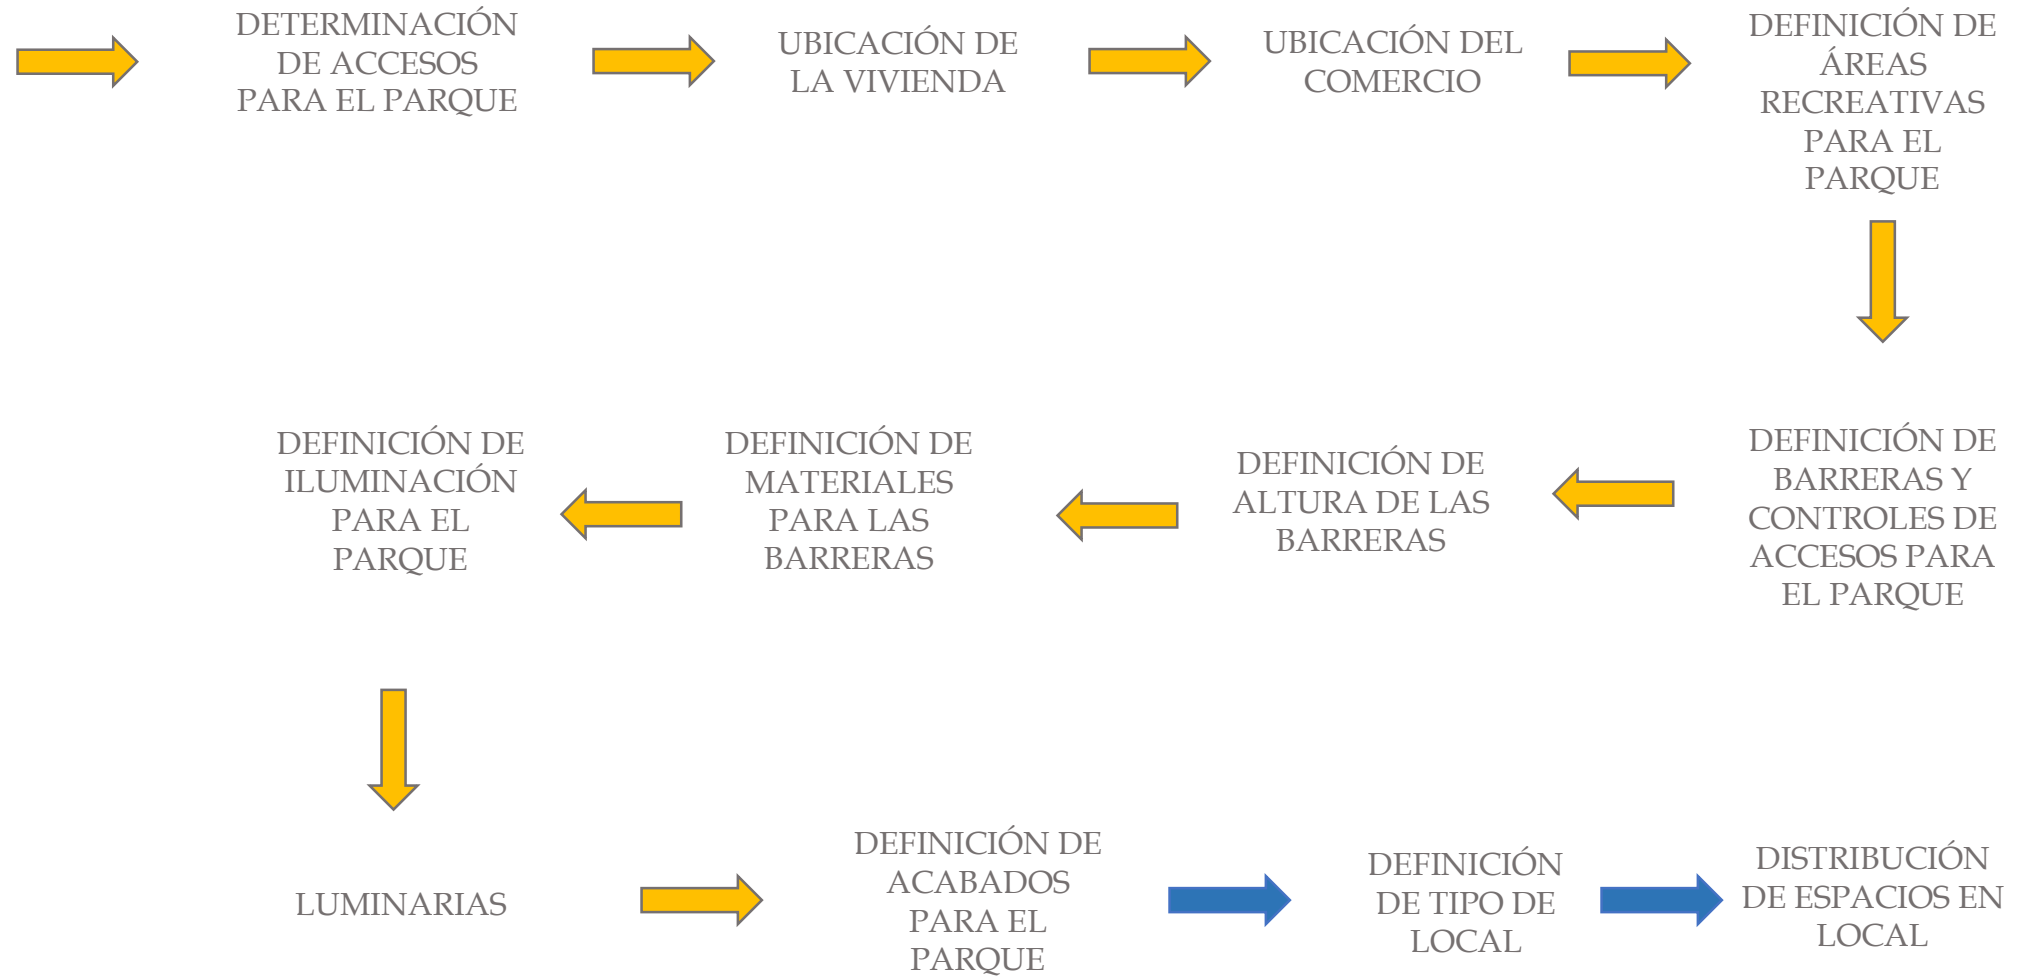 DETERMINACIÓN
DE ACCESOS
PARA EL PARQUE
UBICACIÓN DE
LA VIVIENDA
UBICACIÓN DEL
COMERCIO
DEFINICIÓN DE
ÁREAS
RECREATIVAS
PARA EL
PARQUE
DEFINICIÓN DE
BARRERAS Y
CONTROLES DE
ACCESOS PARA
EL PARQUE
DEFINICIÓN DE
ALTURA DE LAS
BARRERAS
DEFINICIÓN DE
MATERIALES
PARA LAS
BARRERAS
DEFINICIÓN DE
ILUMINACIÓN
PARA EL
PARQUE
LUMINARIAS
DEFINICIÓN DE
ACABADOS
PARA EL
PARQUE
DEFINICIÓN
DE TIPO DE
LOCAL
DISTRIBUCIÓN
DE ESPACIOS EN
LOCAL